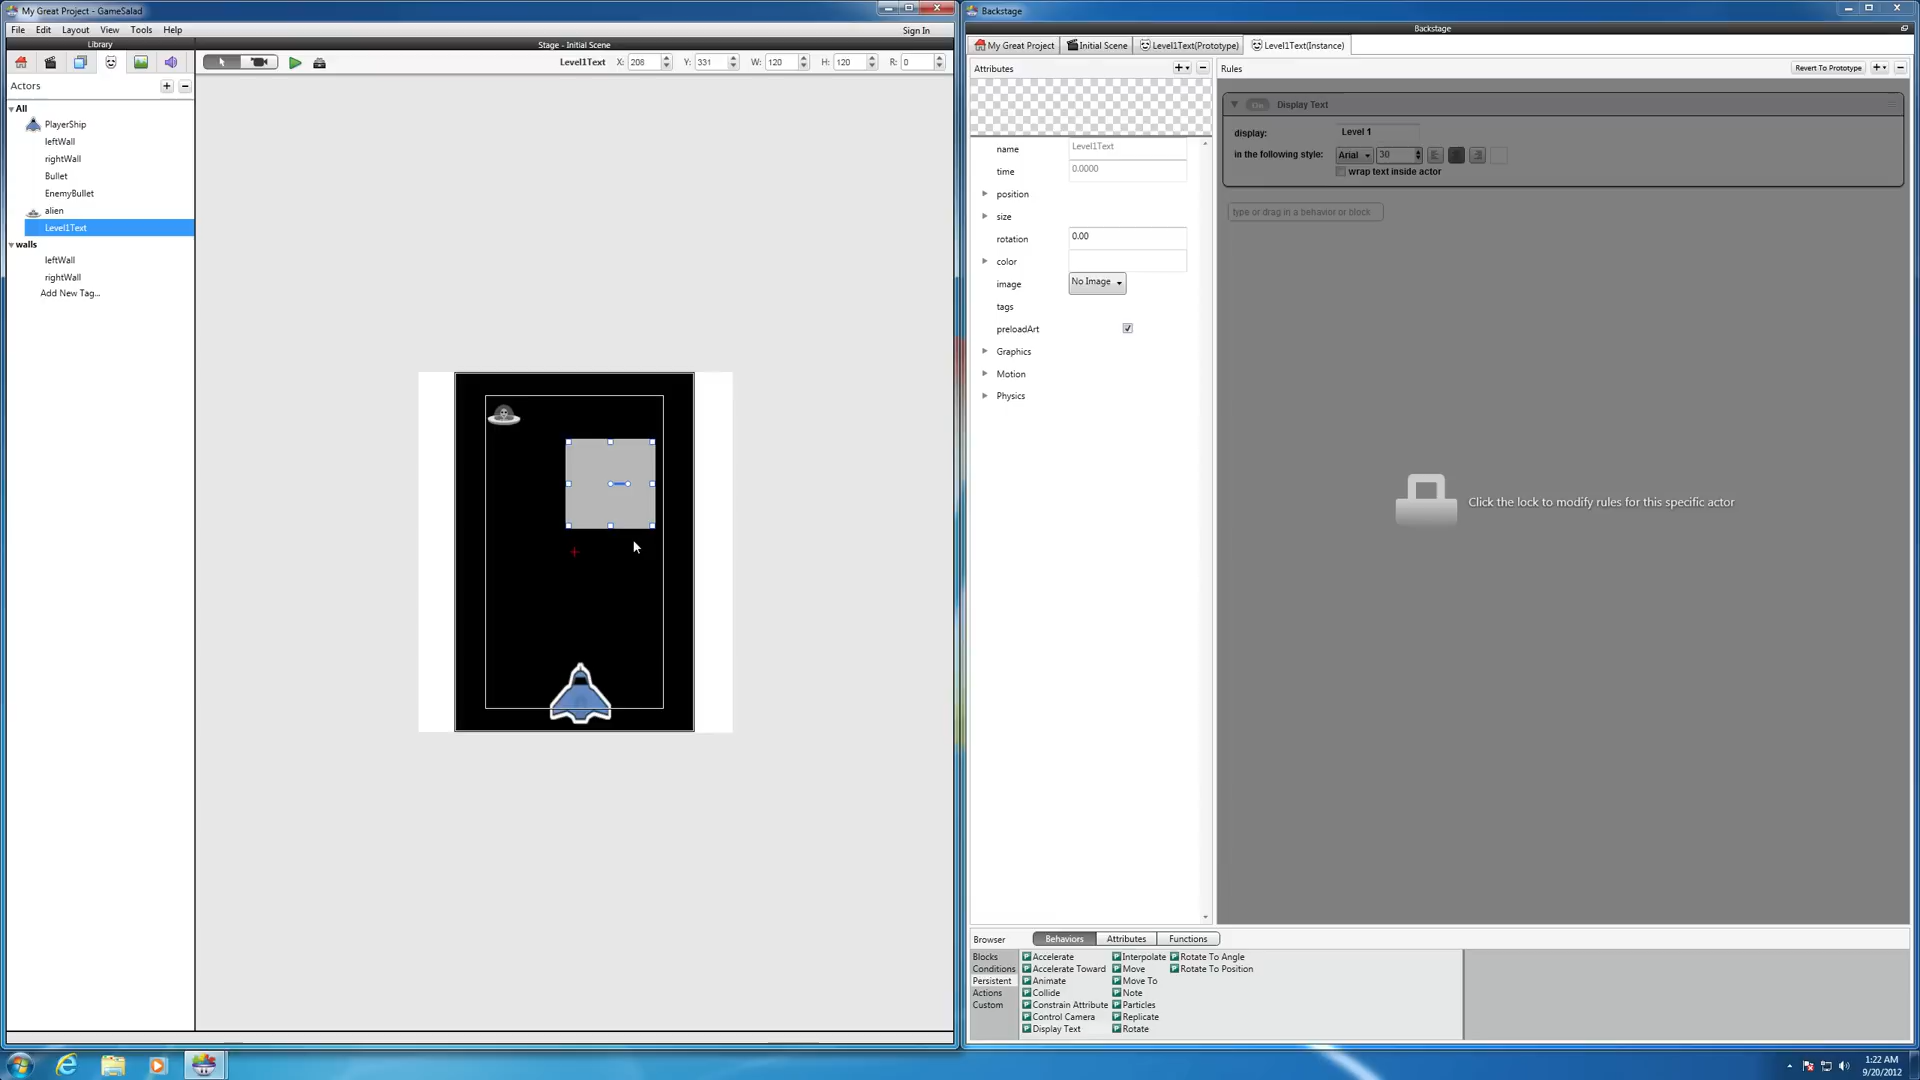 My Great Project - GameSalad
File Edit Layout View Tools Help
Sign In
Library
Stage - Initial Scene
Level1Text X: 208 Y: 331 W: 120 H: 120 R: 0
Actors
All
PlayerShip
leftWall
rightWall
Bullet
EnemyBullet
alien
Level1Text
walls
leftWall
rightWall
Add New Tag...
Backstage
Backstage
My Great Project Initial Scene Level1Text(Prototype) Level1Text(Instance)
Attributes
Rules
Revert To Prototype
name Level1Text
time 0.0000
position
size
rotation 0.00
color
image No Image
tags
preloadArt
Graphics
Motion
Physics
On Display Text
display: Level 1
in the following style: Arial 30
wrap text inside actor
type or drag in a behavior or block
Click the lock to modify rules for this specific actor
Browser Behaviors Attributes Functions
Blocks
Conditions
Persistent
Actions
Custom
Accelerate
Accelerate Toward
Animate
Collide
Constrain Attribute
Control Camera
Display Text
Interpolate
Move
Move To
Note
Particles
Replicate
Rotate
Rotate To Angle
Rotate To Position
1:22 AM
9/20/2012